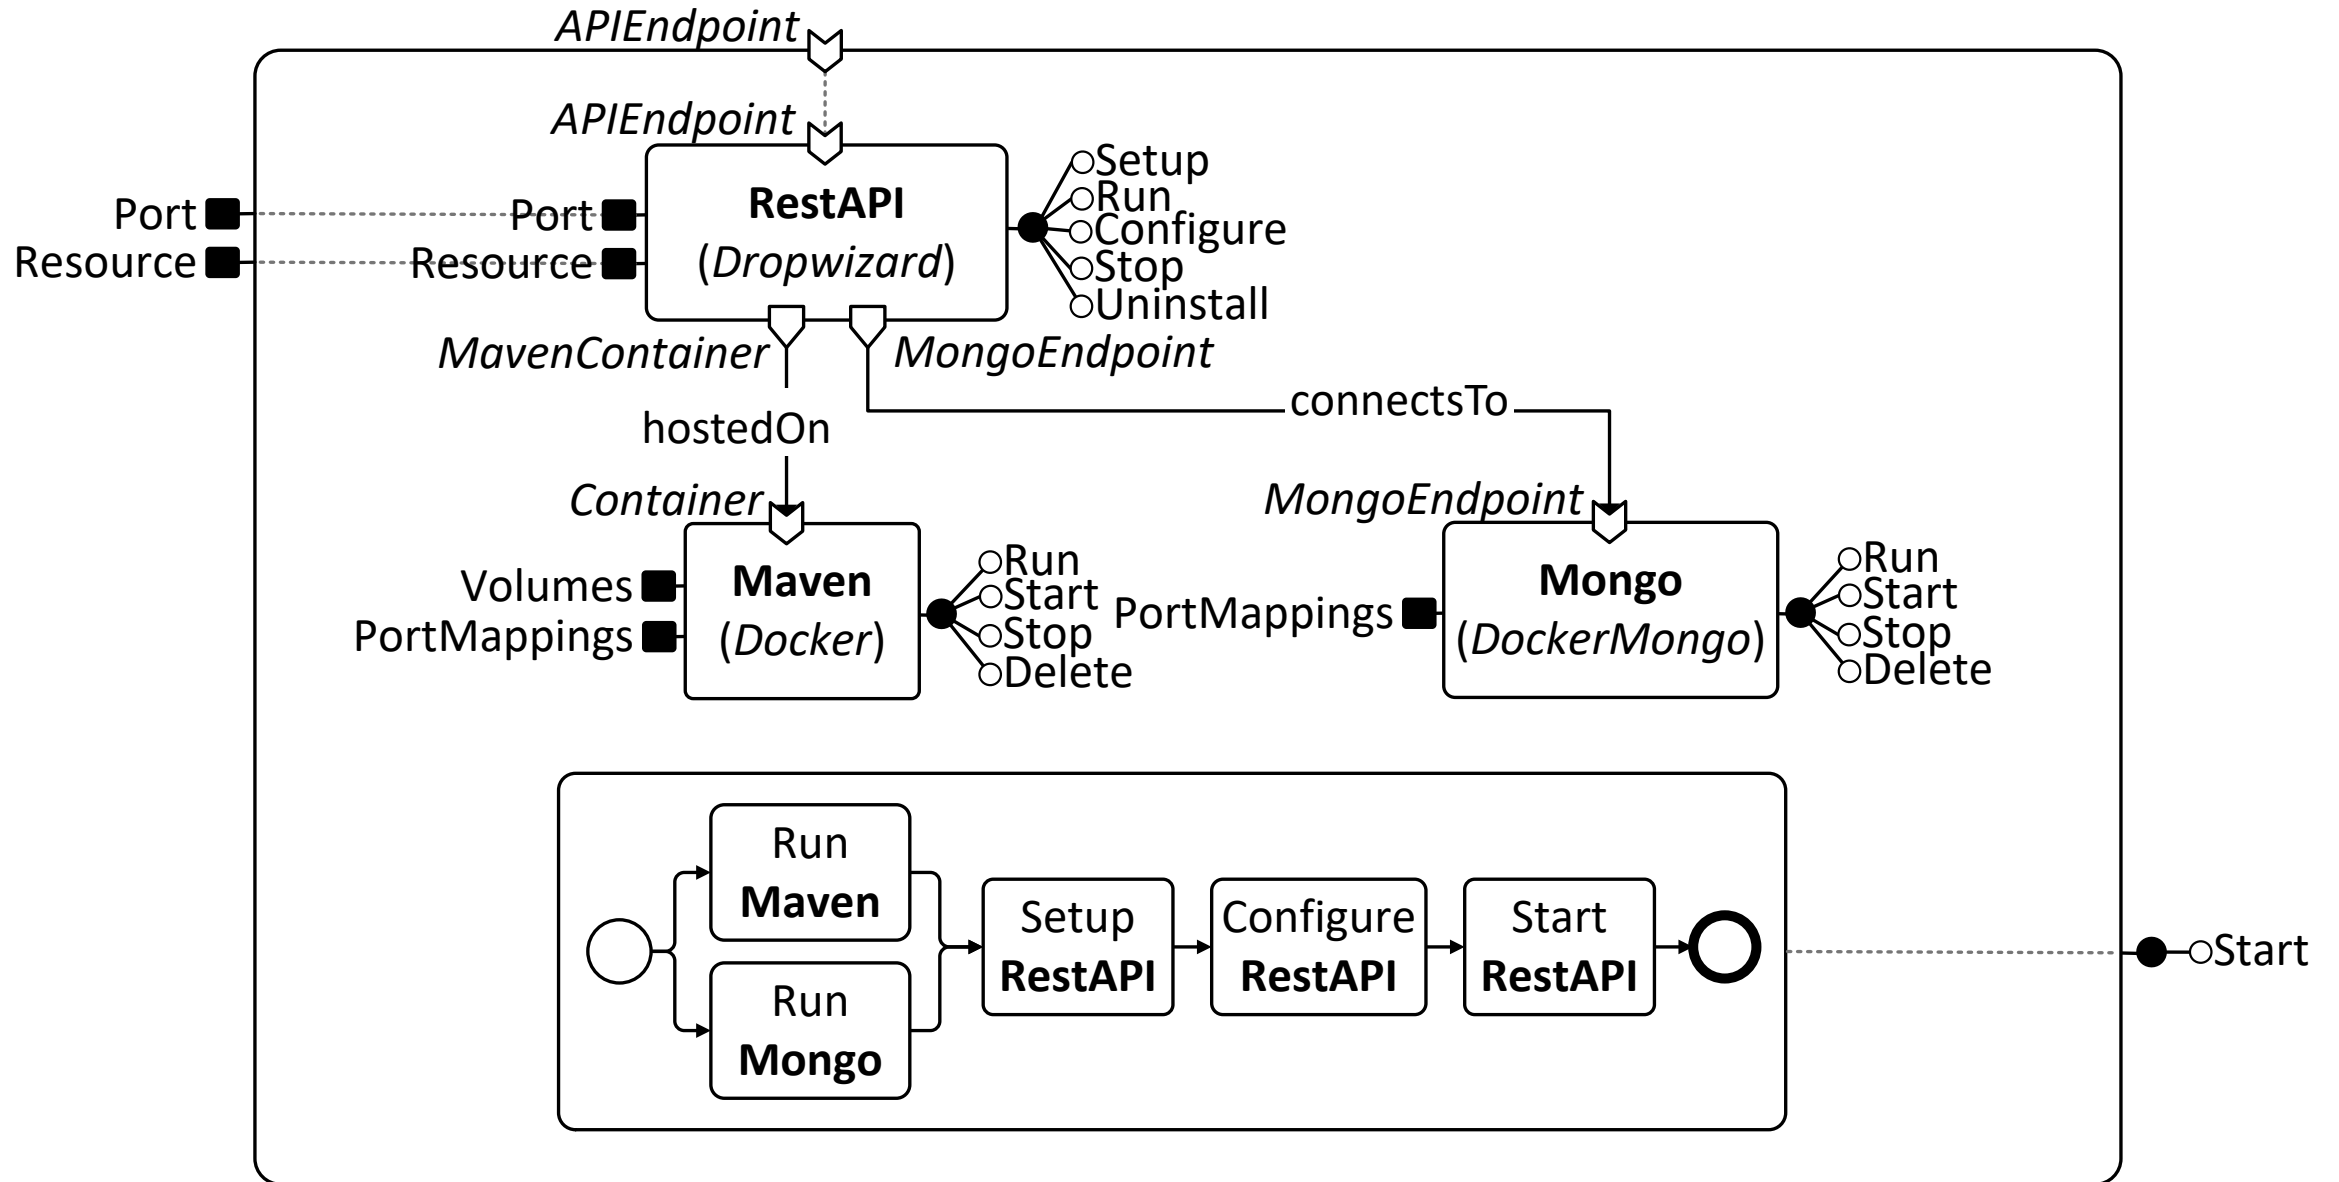 APIEndpoint
APIEndpoint
Port
Resource
Port
Resource
RestAPI
(Dropwizard)
Setup
Run
Configure
Stop
Uninstall
MavenContainer
MongoEndpoint
hostedOn
connectsTo
Container
MongoEndpoint
Volumes
PortMappings
Maven
(Docker)
Run
Start
Stop
Delete
PortMappings
Mongo
(DockerMongo)
Run
Start
Stop
Delete
Run
Maven
Run
Mongo
Setup
RestAPI
Configure
RestAPI
Start
RestAPI
Start